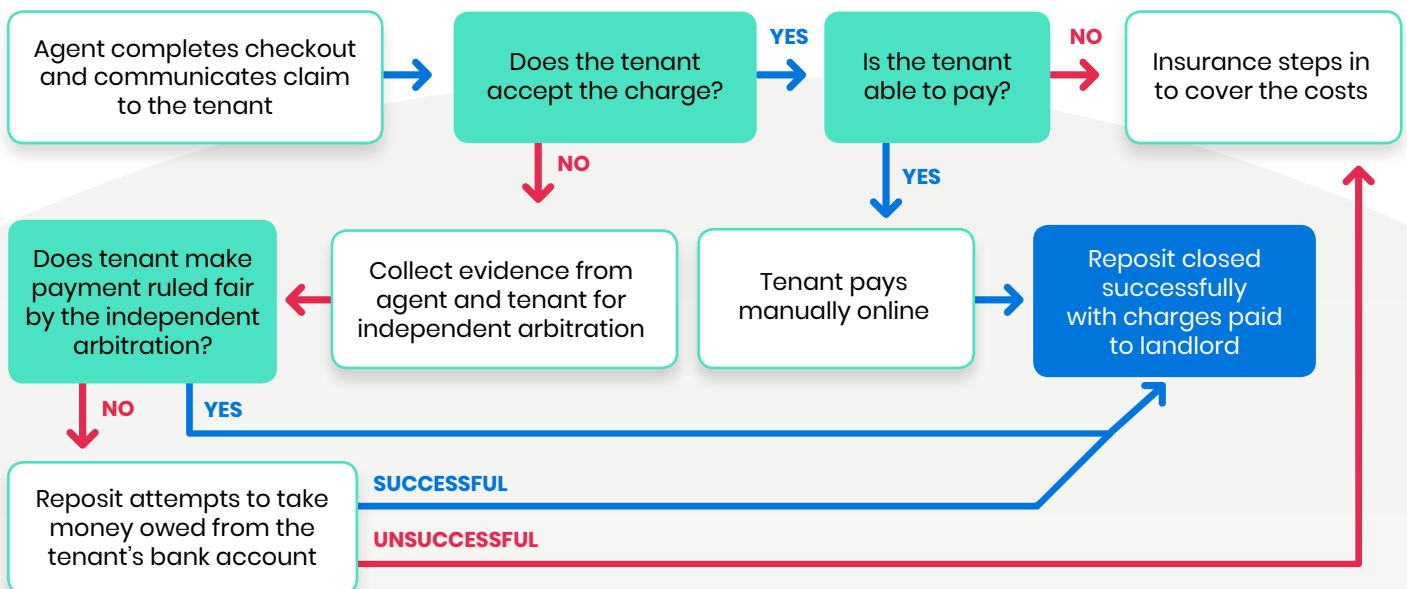 Agent completes checkout
and communicates claim
to the tenant
Does the tenant
accept the charge?
YES
Is the tenant
able to pay?
NO
Insurance steps in
to cover the costs
NO
YES
Does tenant make
payment ruled fair
by the independent
arbitration?
Collect evidence from
agent and tenant for
independent arbitration
Tenant pays
manually online
Reposit closed
successfully
with charges paid
to landlord
NO
YES
Reposit attempts to take
money owed from the
tenant’s bank account
SUCCESSFUL
UNSUCCESSFUL